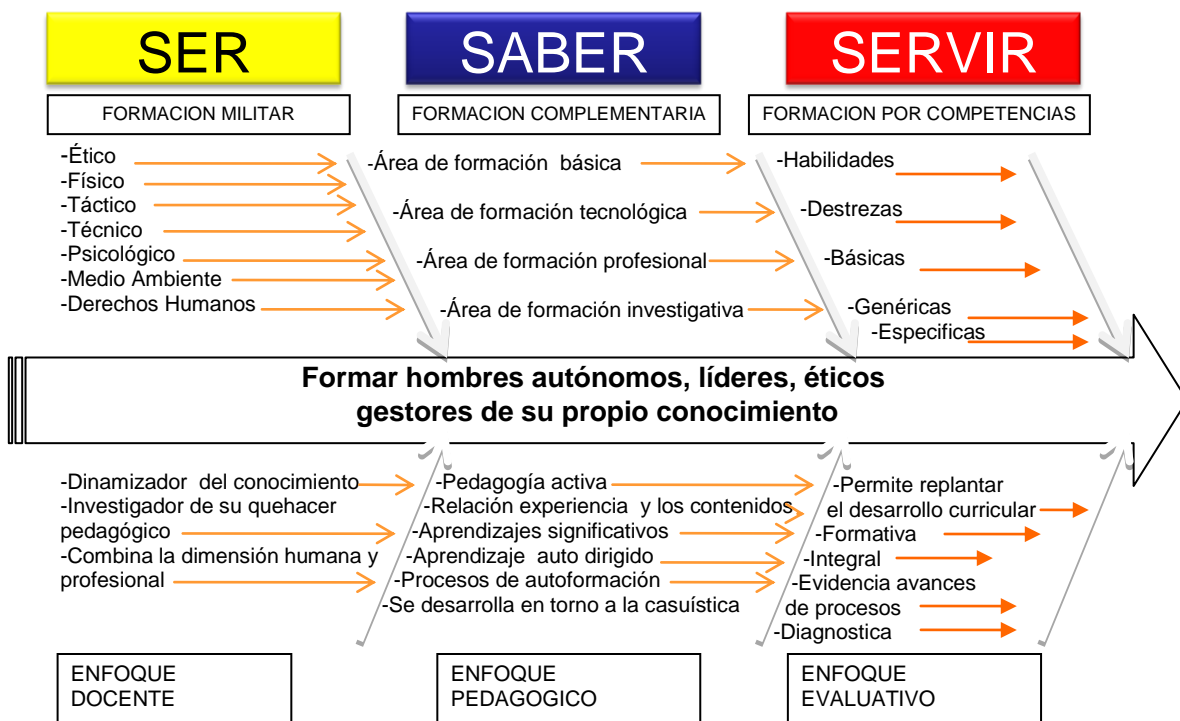 SER
SABER
SERVIR
FORMACION MILITAR
FORMACION COMPLEMENTARIA
FORMACION POR COMPETENCIAS
-Ético
-Físico
-Táctico
-Técnico
-Psicológico
-Medio Ambiente
-Derechos Humanos
-Área de formación básica
-Área de formación tecnológica
-Área de formación profesional
-Área de formación investigativa
-Habilidades
-Destrezas
-Básicas
-Genéricas
-Especificas
Formar hombres autónomos, líderes, éticos
gestores de su propio conocimiento
-Dinamizador del conocimiento
-Investigador de su quehacer
pedagógico
-Combina la dimensión humana y
profesional
-Pedagogía activa
-Relación experiencia y los contenidos
-Aprendizajes significativos
-Aprendizaje auto dirigido
-Procesos de autoformación
-Se desarrolla en torno a la casuística
-Permite replantar
el desarrollo curricular
-Formativa
-Integral
-Evidencia avances
de procesos
-Diagnostica
ENFOQUE
DOCENTE
ENFOQUE
PEDAGOGICO
ENFOQUE
EVALUATIVO